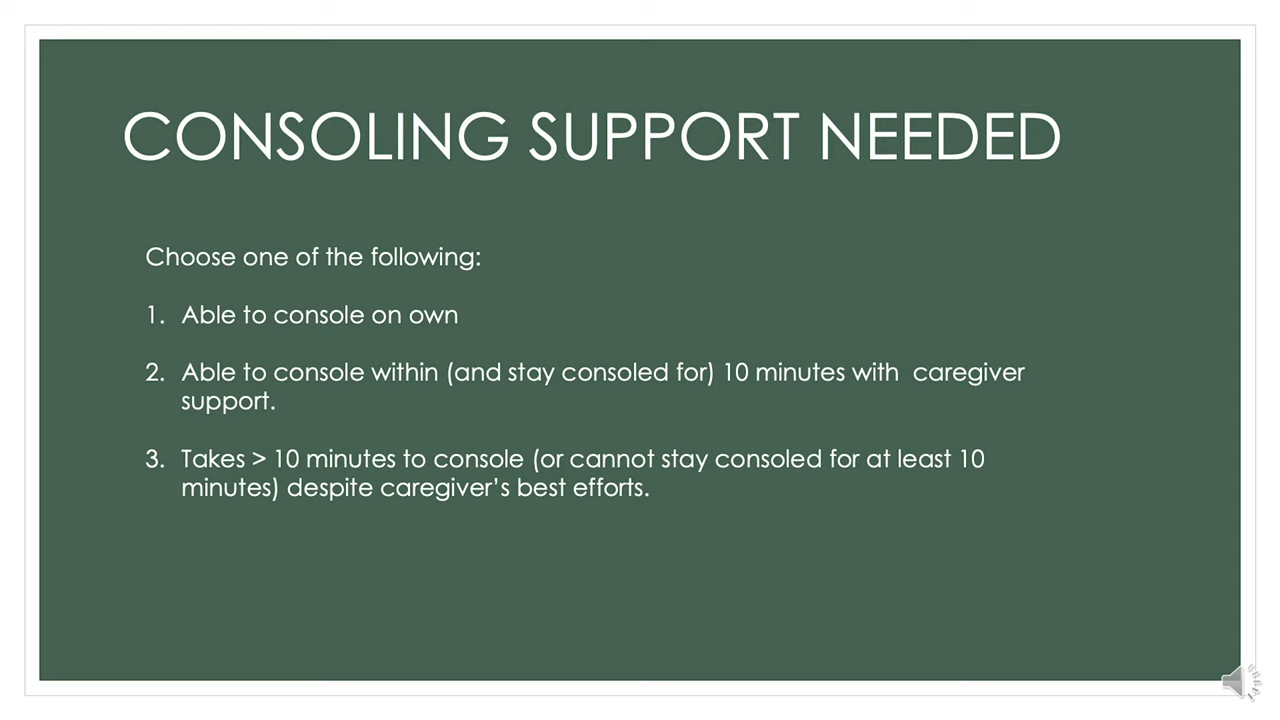 CONSOLING SUPPORT NEEDED
Choose one of the following:
1. Able to console on own
2. Able to console within (and stay consoled for) 10 minutes with  caregiver
support.
3. Takes > 10 minutes to console (or cannot stay consoled for at least 10
minutes) despite caregiver’s best efforts.